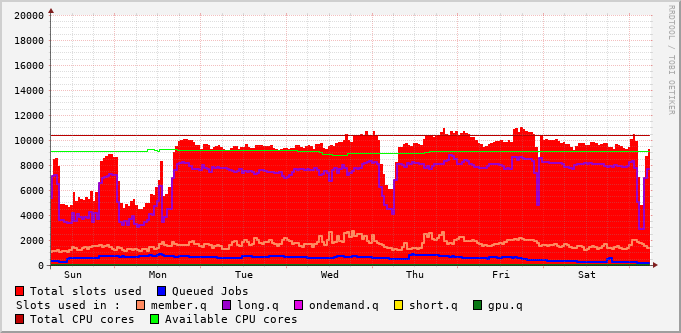 20000
18000
16000
14000
12000
10000
8000
6000
4000
2000
0
Sun Mon Tue Wed Thu Fri Sat
RRDTOOL / TOBI OETIKER
Total slots used Queued Jobs
Slots used in : member.q long.q ondemand.q short.q gpu.q
Total CPU cores Available CPU cores